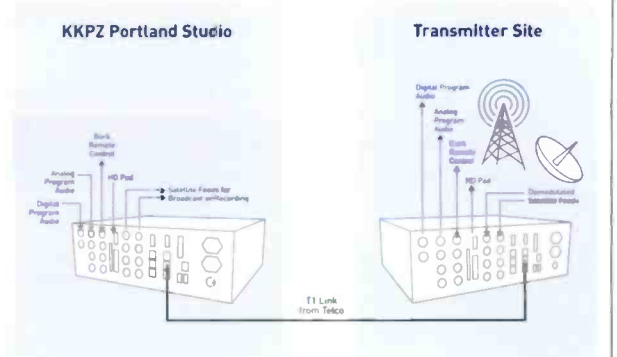 KKPZ Portland Studio
Transmitter Site
Burk
Remote
Control
Analog
Program
Audio
HD Pad
Digital
Program
Audio
Satellite Feeds for
Broadcast or Recording
Digital Program
Audio
Analog
Program
Audio
Burk
Remote
Control
HD Pad
Demodulated
Satellite Feeds
T1 Link
from Telco